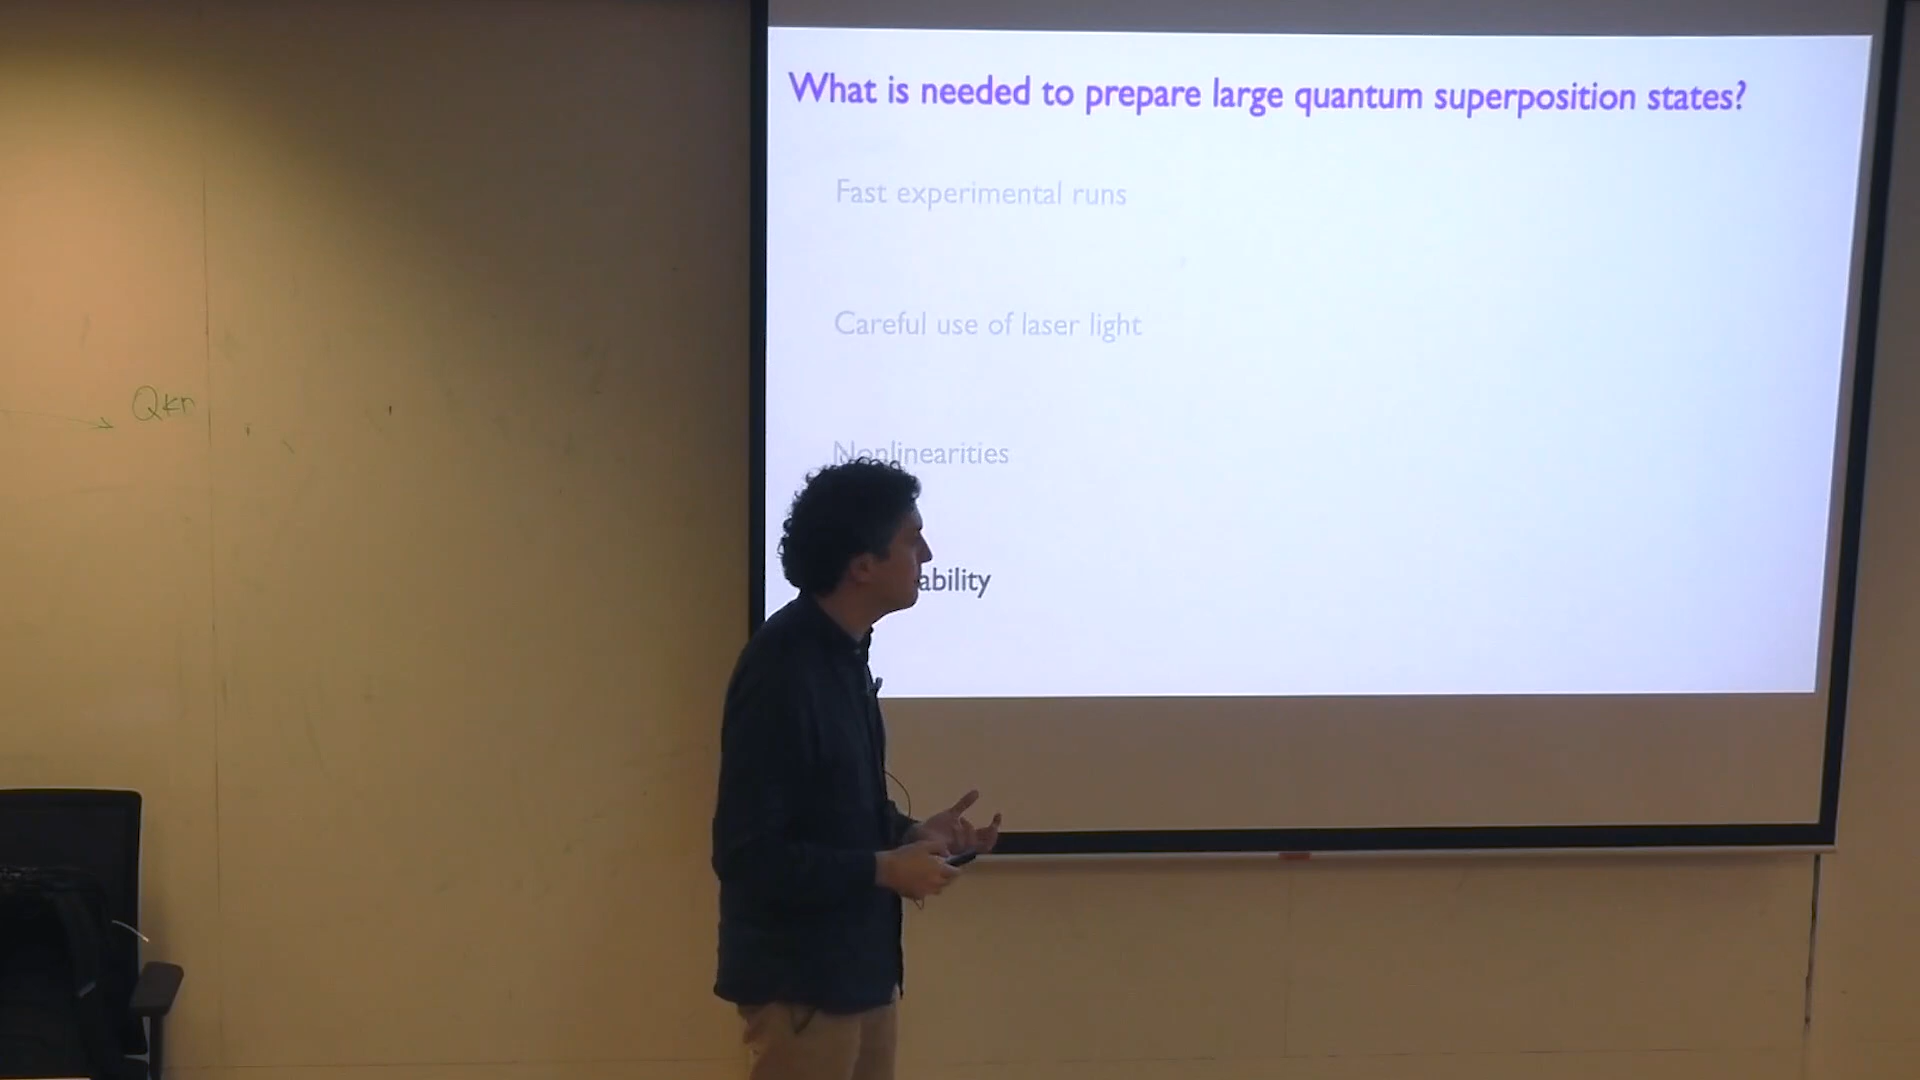 What is needed to prepare large quantum superposition states?
Fast experimental runs
Careful use of laser light
Nonlinearities
ability